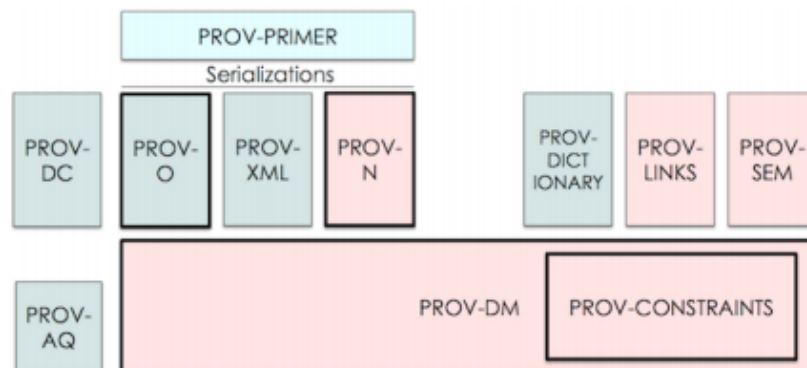 PROV-PRIMER
Serializations
PROV-
DC
PROV-
O
PROV-
XML
PROV-
N
PROV-
DICT
IONARY
PROV-
LINKS
PROV-
SEM
PROV-
AQ
PROV-DM
PROV-CONSTRAINTS